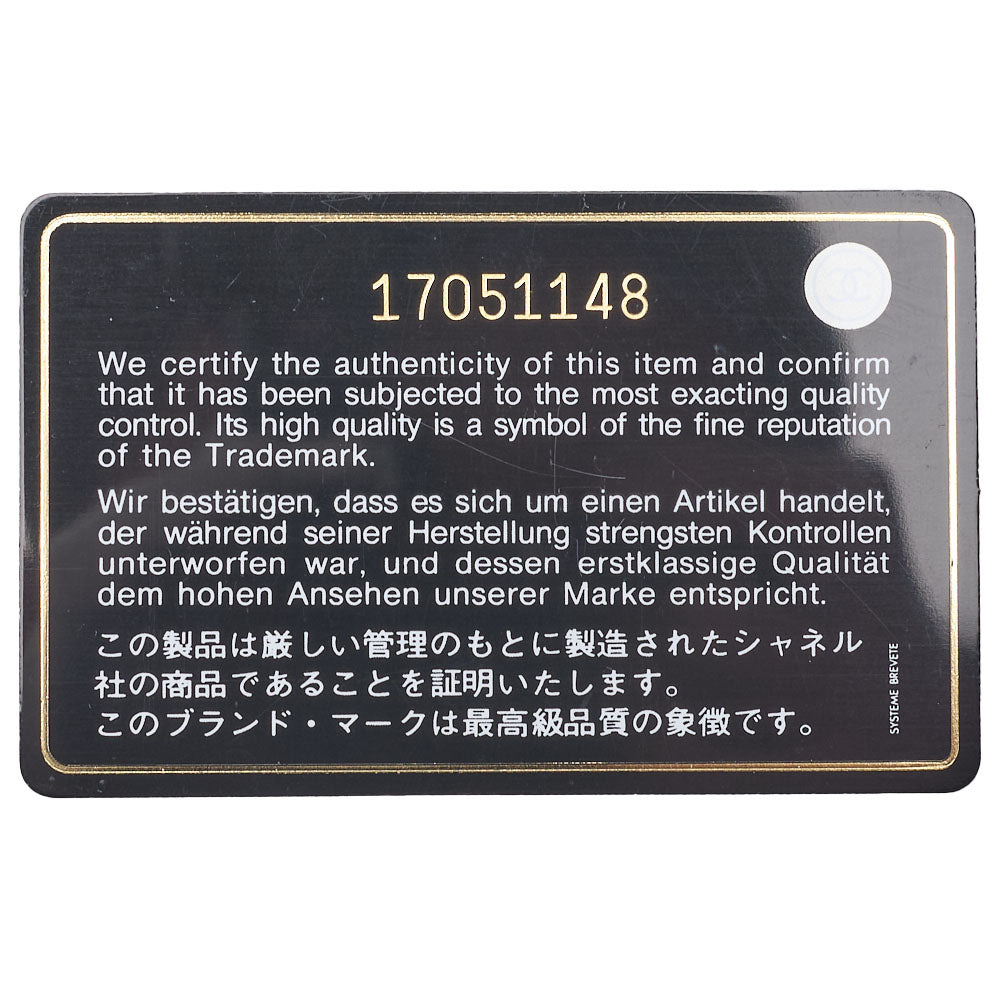 17051148
We certify the authenticity of this item and confirm
that it has been subjected to the most exacting quality
control. Its high quality is a symbol of the fine reputation
of the Trademark.
Wir bestätigen, dass es sich um einen Artikel handelt,
der während seiner Herstellung strengsten Kontrollen
unterworfen war, und dessen erstklassige Qualität
dem hohen Ansehen unserer Marke entspricht.
この製品は厳しい管理のもとに製造されたシャネル
社の商品であることを証明いたします。
このブランド・マークは最高級品質の象徴です。
SYSTEME BREVETE